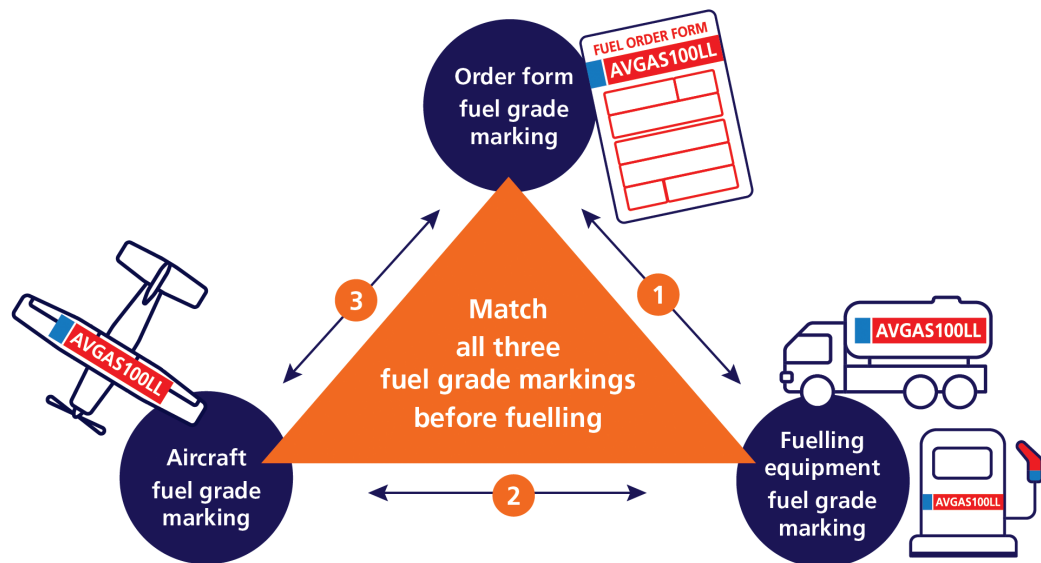 Order form
fuel grade
marking
FUEL ORDER FORM
AVGAS100LL
3
1
Match
all three
fuel grade markings
before fuelling
AVGAS100LL
AVGAS100LL
Aircraft
fuel grade
marking
2
Fuelling
equipment
fuel grade
marking
AVGAS100LL